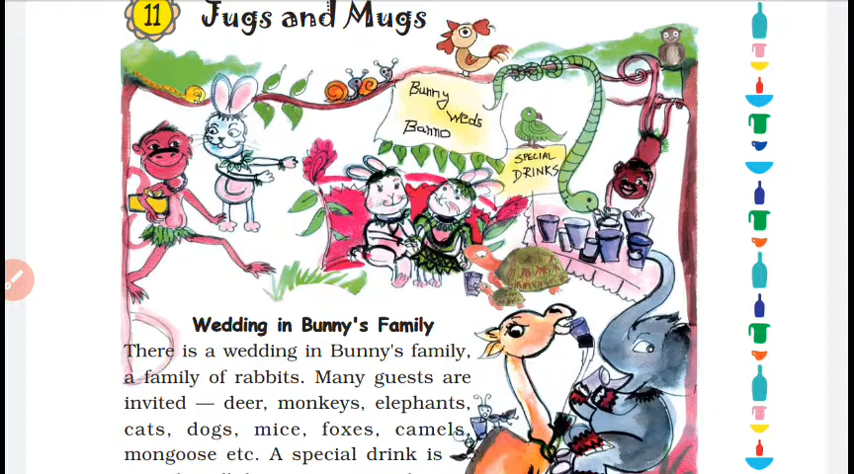 11 Jugs and Mugs
Bunny
Weds
Banno
SPECIAL
DRINKS
Wedding in Bunny's Family
There is a wedding in Bunny's family,
a family of rabbits. Many guests are
invited — deer, monkeys, elephants,
cats, dogs, mice, foxes, camels,
mongoose etc. A special drink is